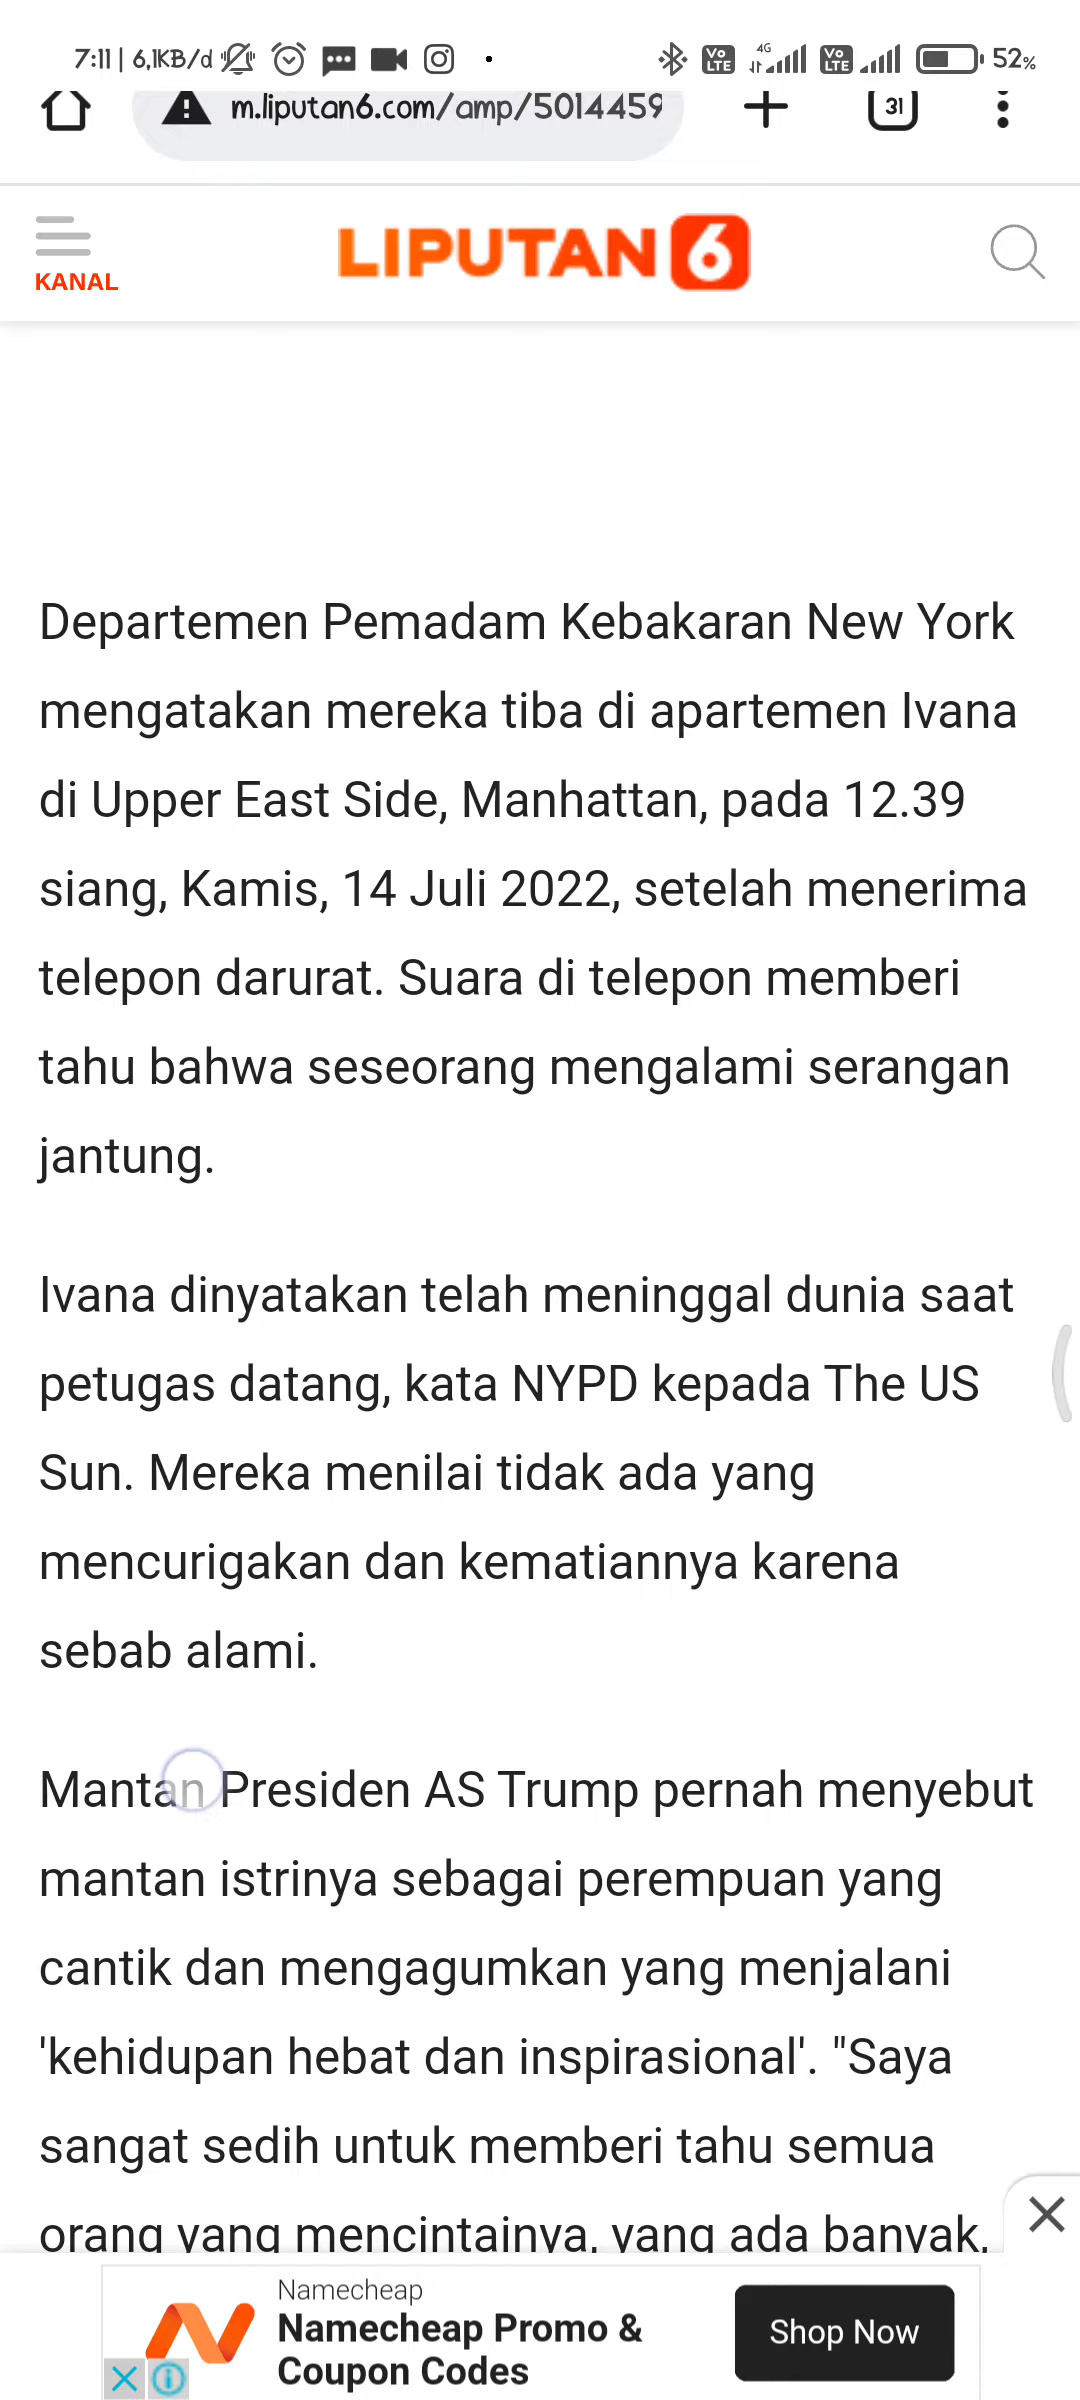 7:11 | 6,1KB/d 4G 52%
m.liputan6.com/amp/5014459 31
KANAL LIPUTAN 6
Departemen Pemadam Kebakaran New York
mengatakan mereka tiba di apartemen Ivana
di Upper East Side, Manhattan, pada 12.39
siang, Kamis, 14 Juli 2022, setelah menerima
telepon darurat. Suara di telepon memberi
tahu bahwa seseorang mengalami serangan
jantung.
Ivana dinyatakan telah meninggal dunia saat
petugas datang, kata NYPD kepada The US
Sun. Mereka menilai tidak ada yang
mencurigakan dan kematiannya karena
sebab alami.
Mantan Presiden AS Trump pernah menyebut
mantan istrinya sebagai perempuan yang
cantik dan mengagumkan yang menjalani
'kehidupan hebat dan inspirasional'. "Saya
sangat sedih untuk memberi tahu semua
orang yang mencintainya, yang ada banyak,
Namecheap
Namecheap Promo &
Coupon Codes
Shop Now